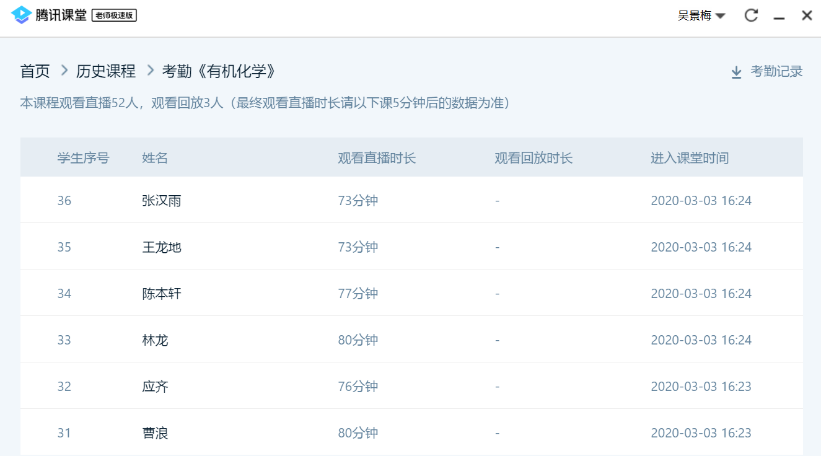 腾讯课堂 老师极速版 吴景梅
首页 > 历史课程 > 考勤《有机化学》 考勤记录
本课程观看直播52人，观看回放3人（最终观看直播时长请以下课5分钟后的数据为准）
学生序号 姓名 观看直播时长 观看回放时长 进入课堂时间
36 张汉雨 73分钟 - 2020-03-03 16:24
35 王龙地 73分钟 - 2020-03-03 16:24
34 陈本轩 77分钟 - 2020-03-03 16:24
33 林龙 80分钟 - 2020-03-03 16:24
32 应齐 76分钟 - 2020-03-03 16:23
31 曹浪 80分钟 - 2020-03-03 16:23